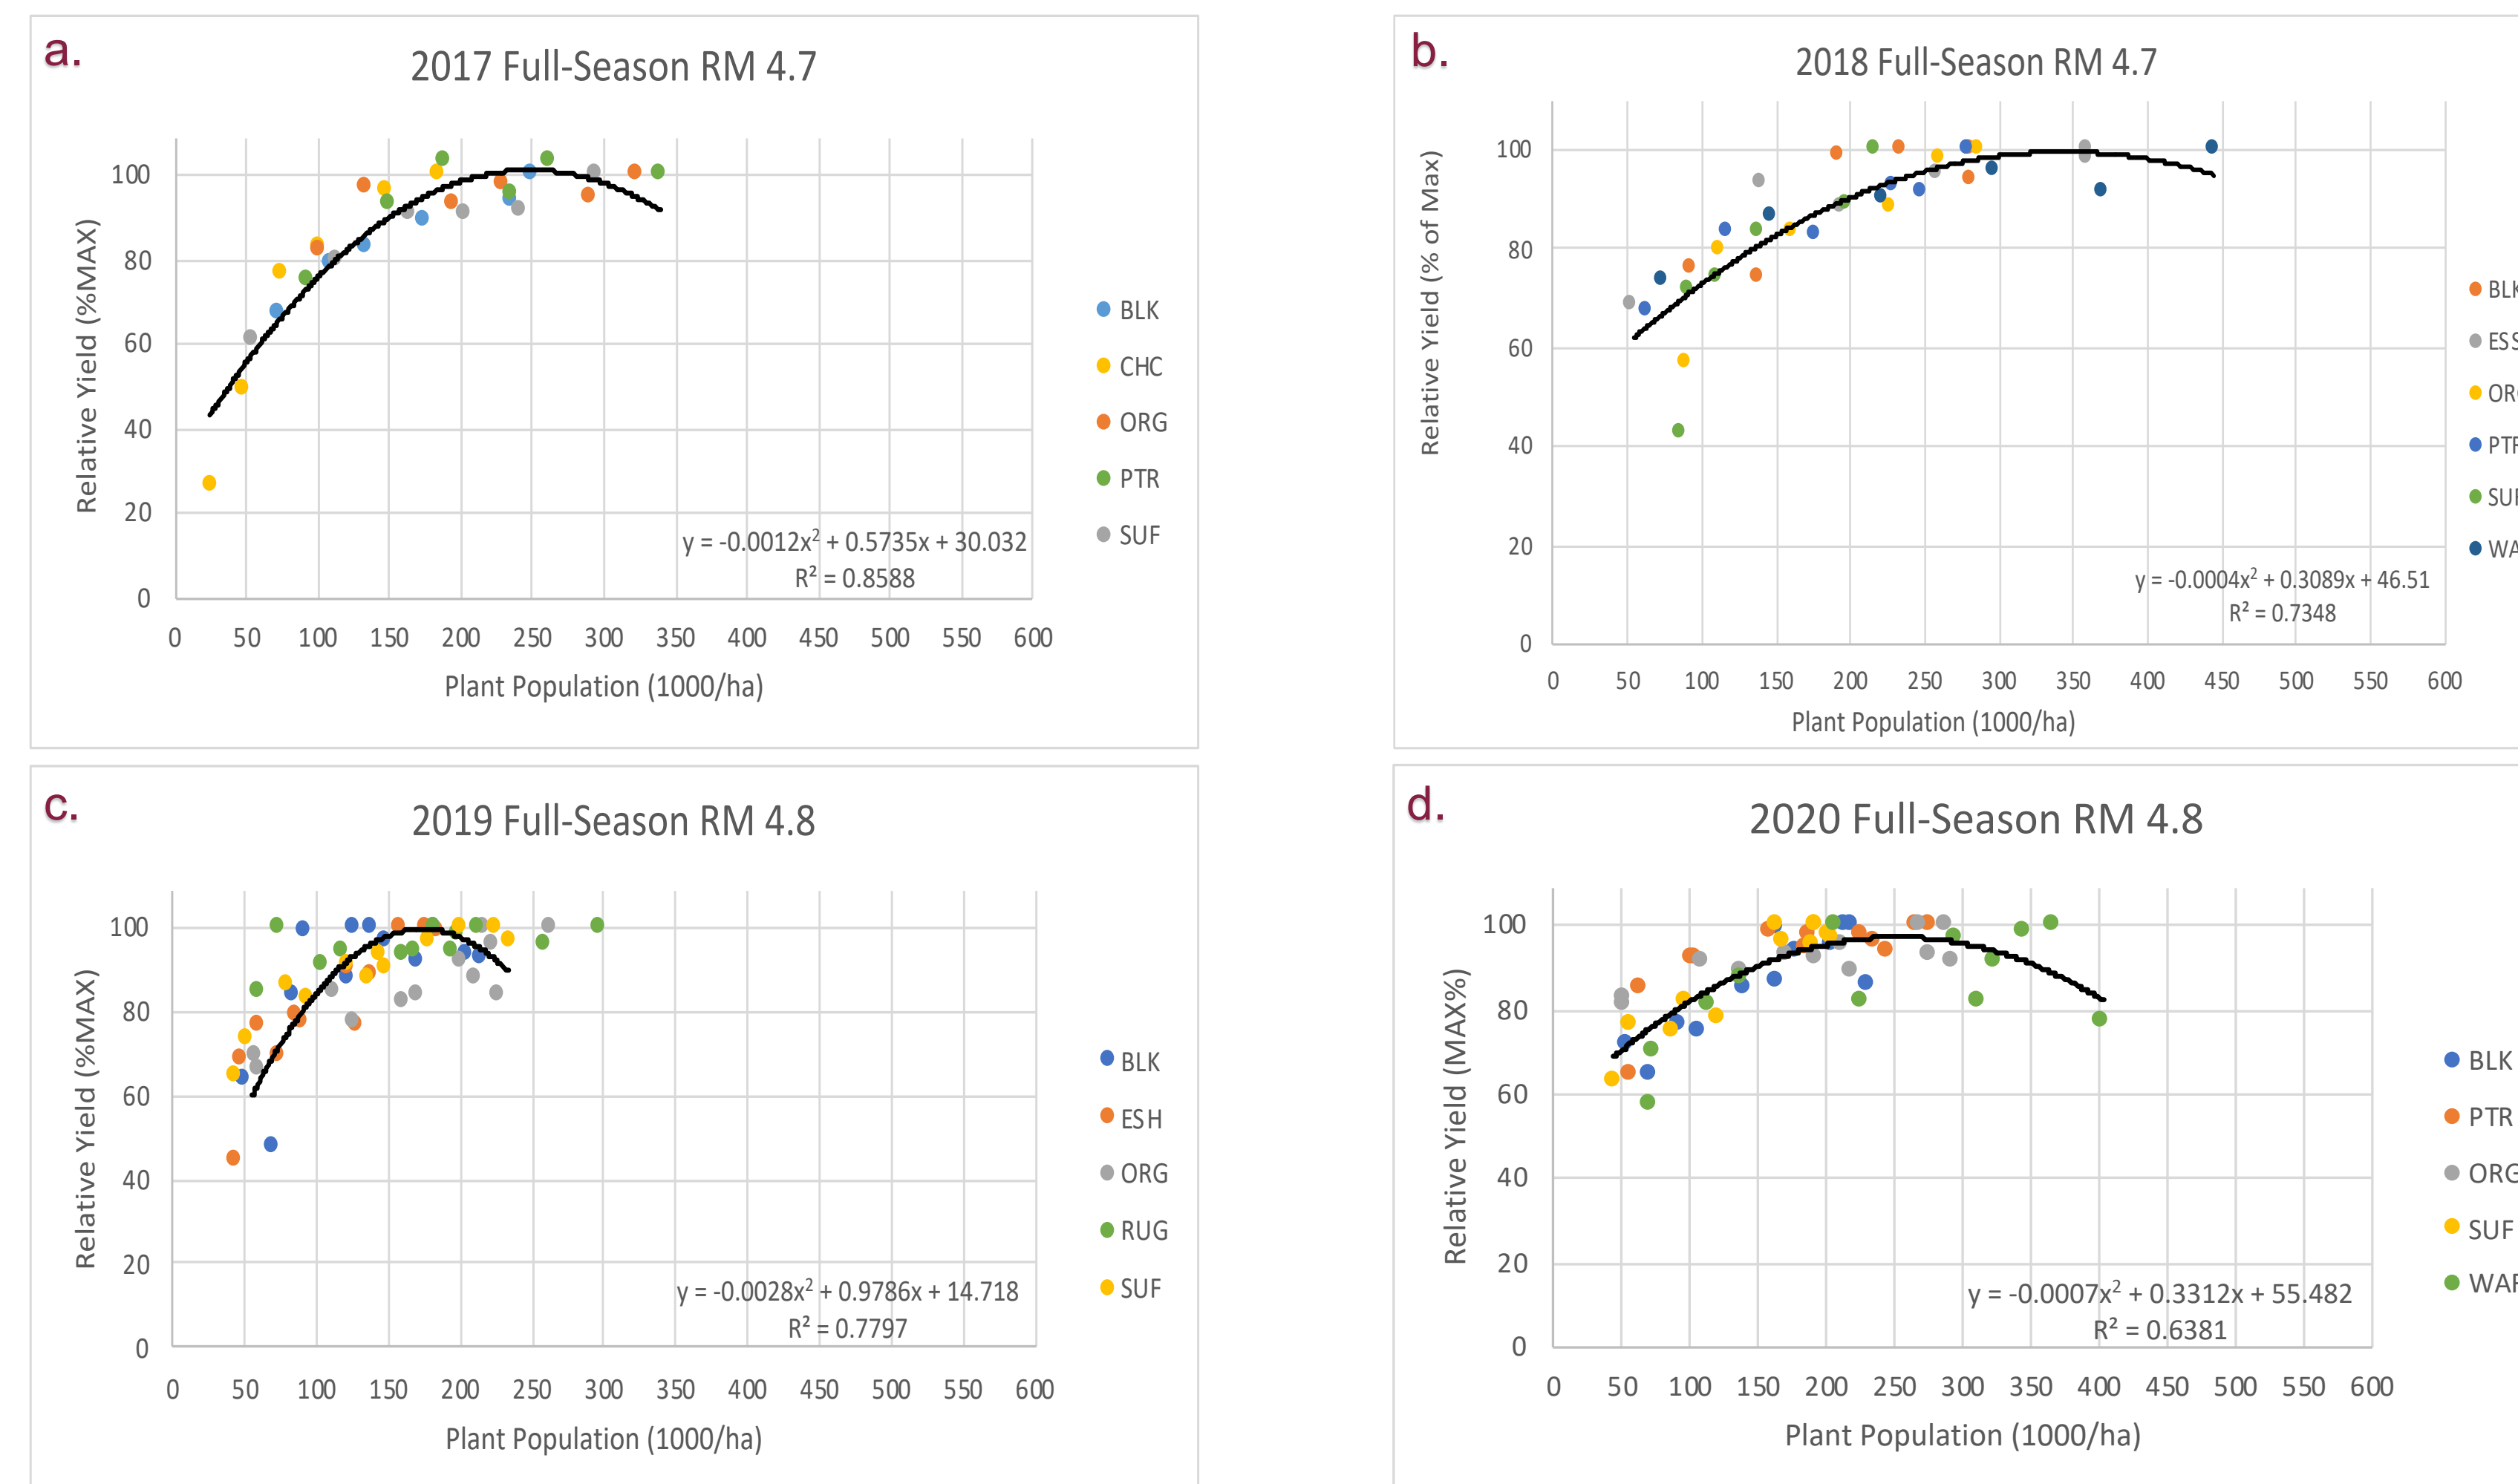 a.
2017 Full-Season RM 4.7
Relative Yield (%MAX)
100
80
60
40
20
0
0 50 100 150 200 250 300 350 400 450 500 550 600
Plant Population (1000/ha)
y = -0.0012x² + 0.5735x + 30.032
R² = 0.8588
BLK
CHC
ORG
PTR
SUF
b.
2018 Full-Season RM 4.7
Relative Yield (% of Max)
100
80
60
40
20
0
0 50 100 150 200 250 300 350 400 450 500 550 600
Plant Population (1000/ha)
y = -0.0004x² + 0.3089x + 46.51
R² = 0.7348
c.
2019 Full-Season RM 4.8
Relative Yield (%MAX)
100
80
60
40
20
0
0 50 100 150 200 250 300 350 400 450 500 550 600
Plant Population (1000/ha)
y = -0.0028x² + 0.9786x + 14.718
R² = 0.7797
BLK
ESH
ORG
RUG
SUF
d.
2020 Full-Season RM 4.8
Relative Yield (MAX%)
100
80
60
40
20
0
0 50 100 150 200 250 300 350 400 450 500 550 600
Plant Population (1000/ha)
y = -0.0007x² + 0.3312x + 55.482
R² = 0.6381
BLK
PTR
ORG
SUF